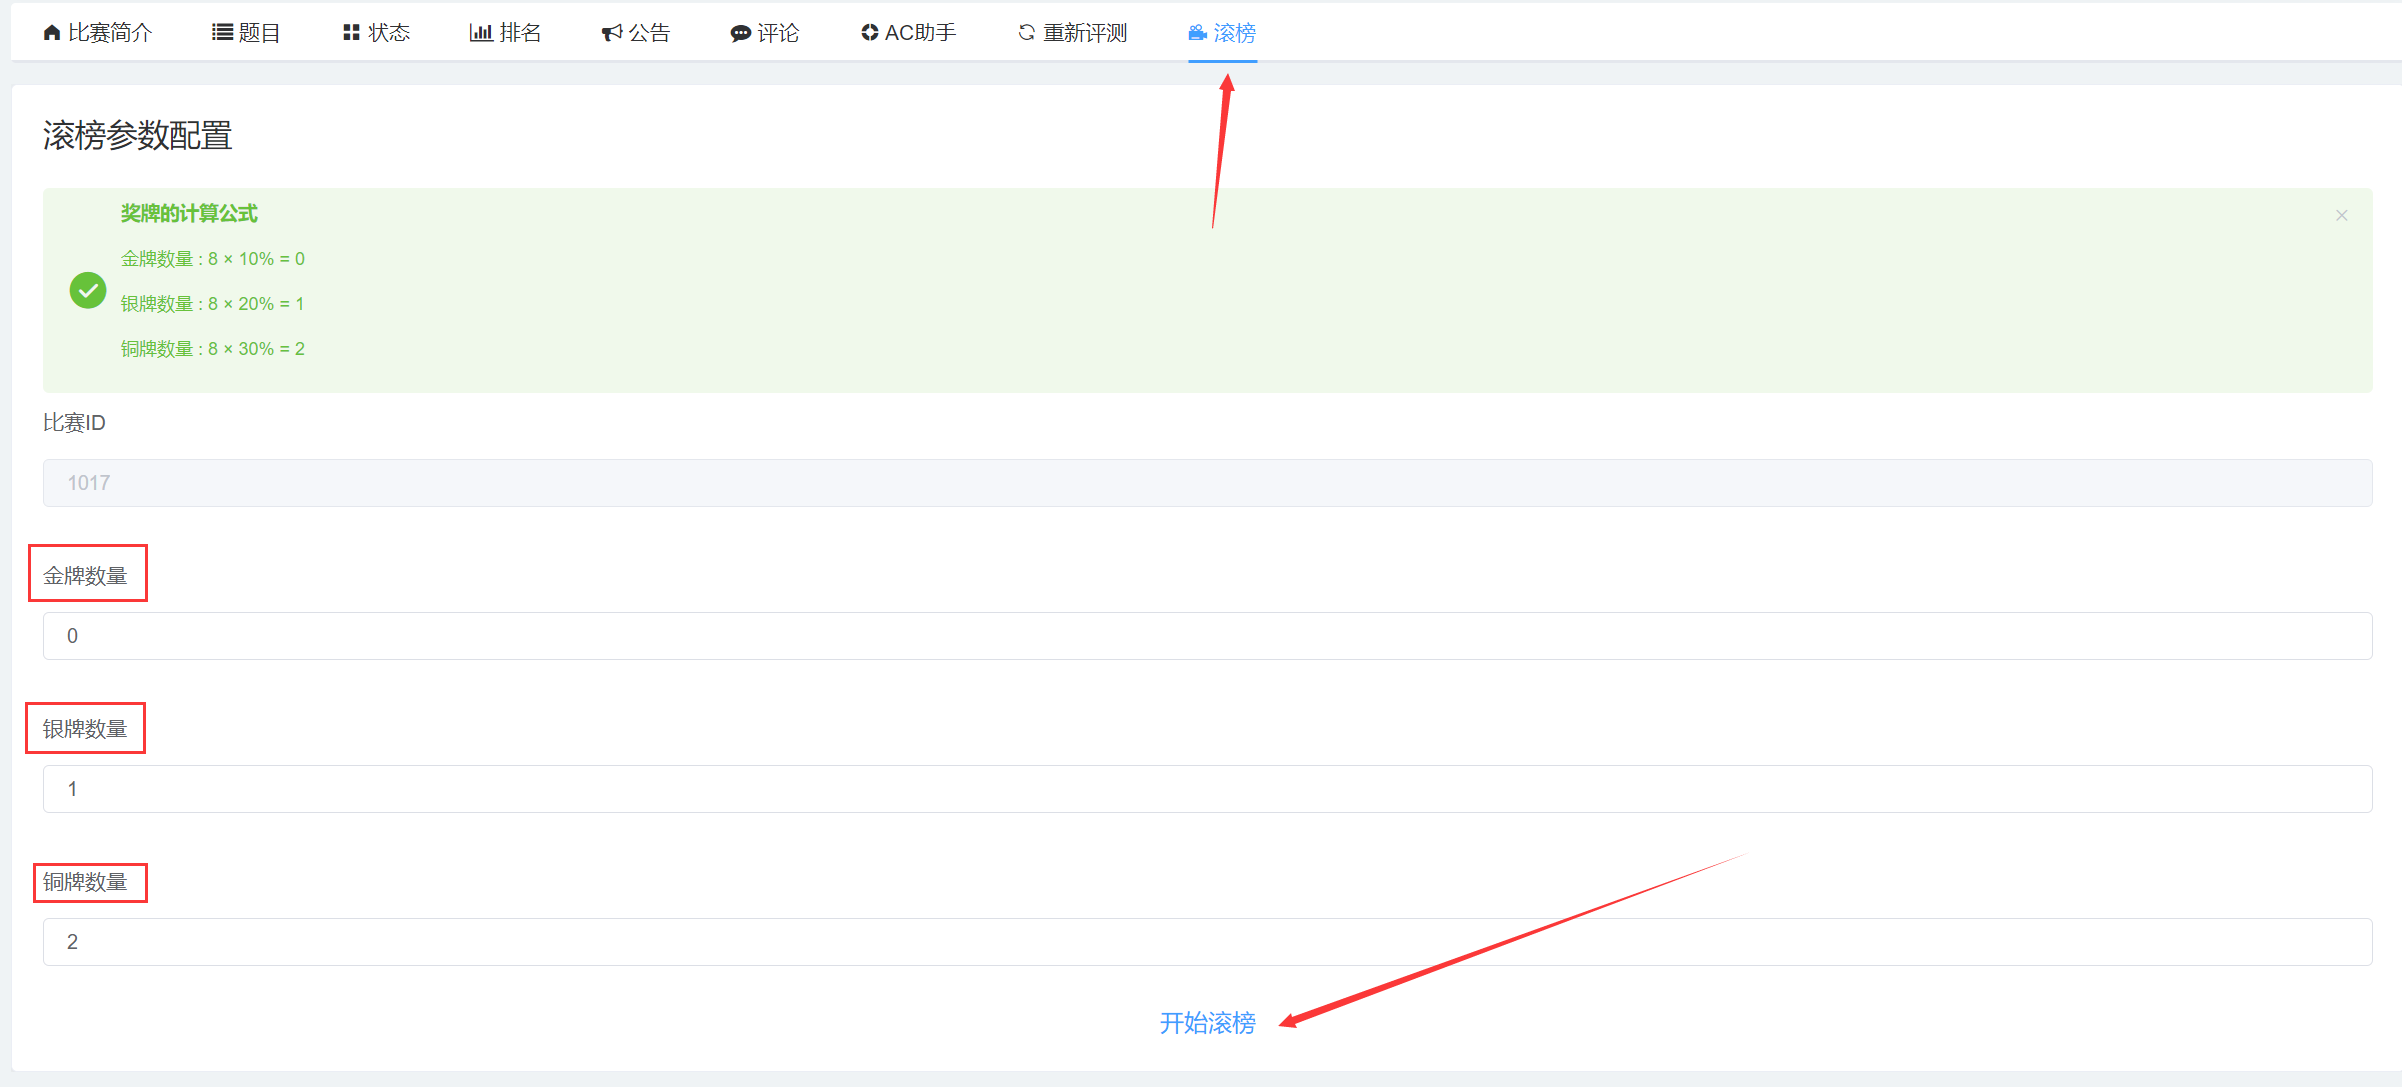 比赛简介 题目 状态 排名 公告 评论 AC助手 重新评测 滚榜
滚榜参数配置
奖牌的计算公式
金牌数量 : 8 × 10% = 0
银牌数量 : 8 × 20% = 1
铜牌数量 : 8 × 30% = 2
比赛ID
1017
金牌数量
0
银牌数量
1
铜牌数量
2
开始滚榜